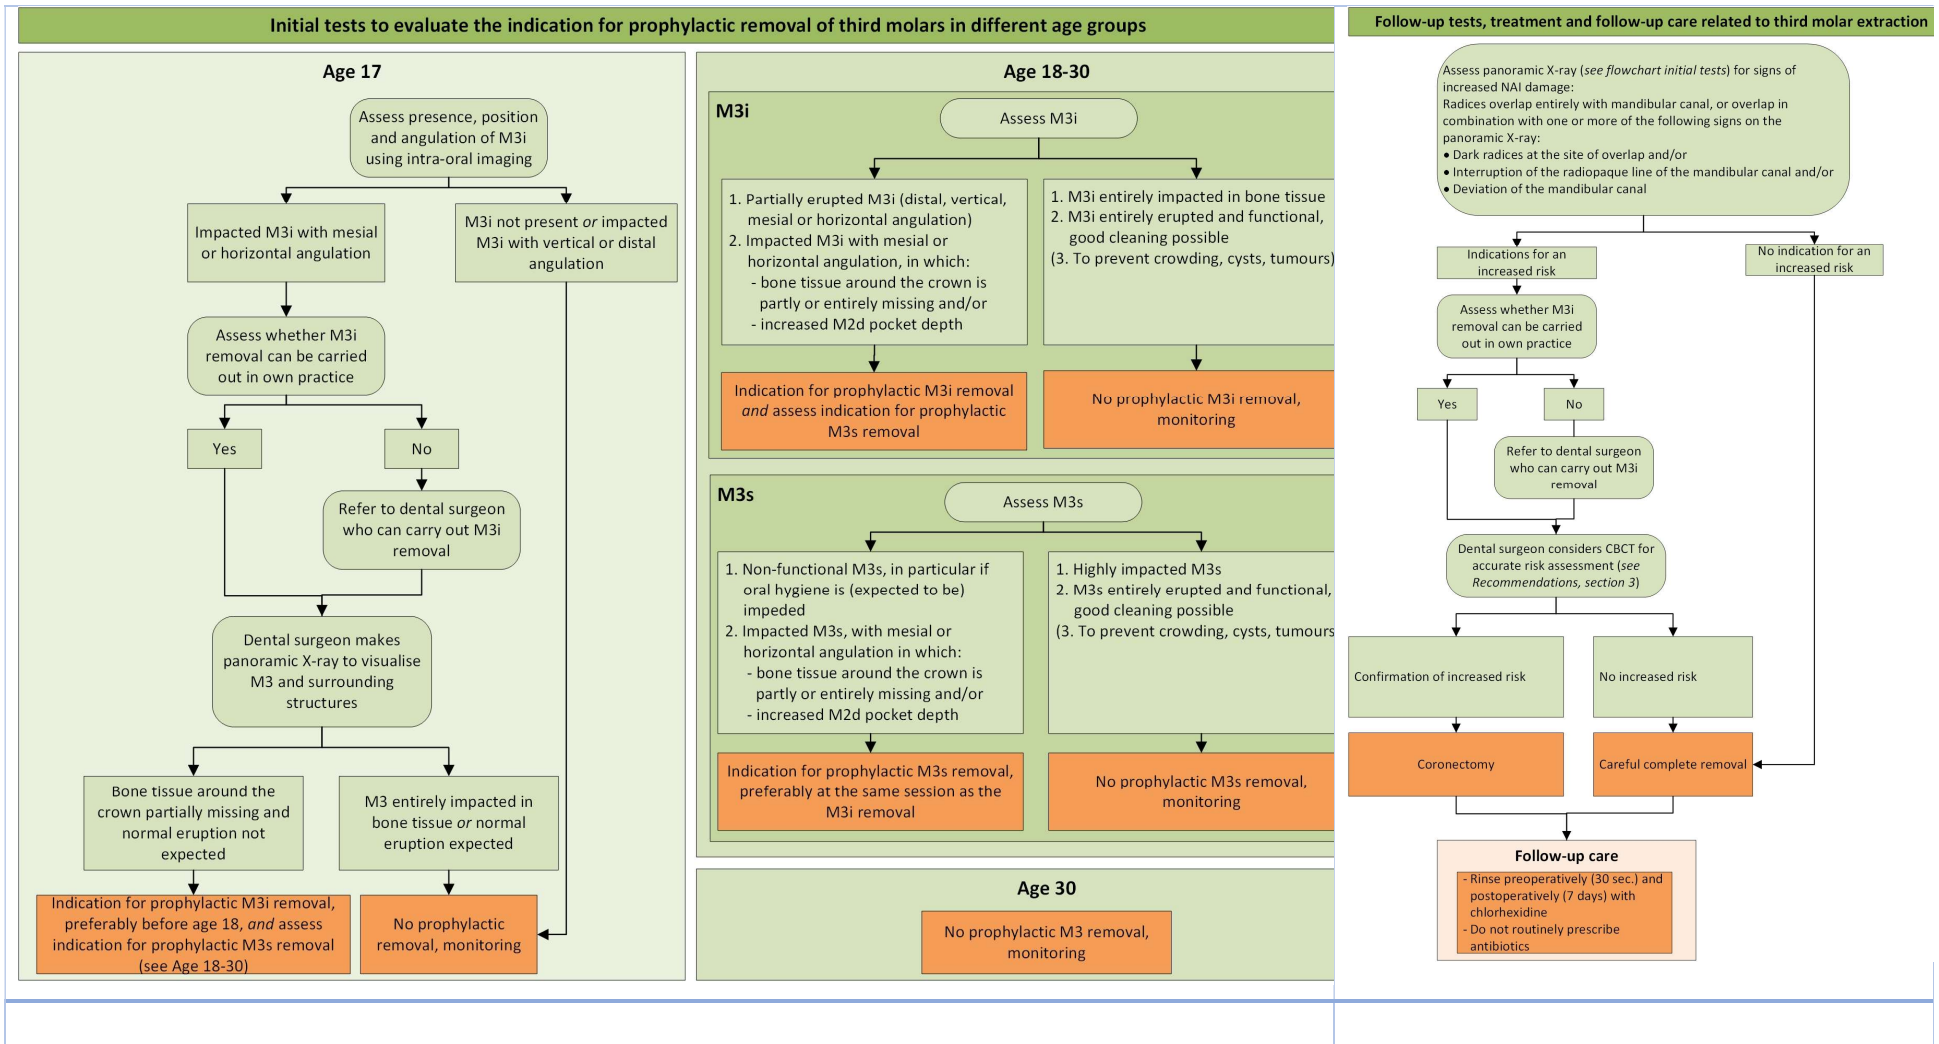 Initial tests to evaluate the indication for prophylactic removal of third molars in different age groups
Age 17
Assess presence, position
and angulation of M3i
using intra-oral imaging
Impacted M3i with mesial
or horizontal angulation
M3i not present or impacted
M3i with vertical or distal
angulation
Assess whether M3i
removal can be carried
out in own practice
Yes
No
Refer to dental surgeon
who can carry out M3i
removal
Dental surgeon makes
panoramic X-ray to visualise
M3 and surrounding
structures
Bone tissue around the
crown partially missing and
normal eruption not
expected
M3 entirely impacted in
bone tissue or normal
eruption expected
Indication for prophylactic M3i removal,
preferably before age 18, and assess
indication for prophylactic M3s removal
(see Age 18-30)
No prophylactic
removal, monitoring
Age 18-30
M3i
Assess M3i
1. Partially erupted M3i (distal, vertical,
mesial or horizontal angulation)
2. Impacted M3i with mesial or
horizontal angulation, in which:
- bone tissue around the crown is
partly or entirely missing and/or
- increased M2d pocket depth
1. M3i entirely impacted in bone tissue
2. M3i entirely erupted and functional,
good cleaning possible
(3. To prevent crowding, cysts, tumours)
Indication for prophylactic M3i removal
and assess indication for prophylactic
M3s removal
No prophylactic M3i removal,
monitoring
M3s
Assess M3s
1. Non-functional M3s, in particular if
oral hygiene is (expected to be)
impeded
2. Impacted M3s, with mesial or
horizontal angulation in which:
- bone tissue around the crown is
partly or entirely missing and/or
- increased M2d pocket depth
1. Highly impacted M3s
2. M3s entirely erupted and functional,
good cleaning possible
(3. To prevent crowding, cysts, tumours
Indication for prophylactic M3s removal,
preferably at the same session as the
M3i removal
No prophylactic M3s removal,
monitoring
Age 30
No prophylactic M3 removal,
monitoring
Follow-up tests, treatment and follow-up care related to third molar extraction
Assess panoramic X-ray (see flowchart initial tests) for signs of
increased NAI damage:
Radices overlap entirely with mandibular canal, or overlap in
combination with one or more of the following signs on the
panoramic X-ray:
● Dark radices at the site of overlap and/or
● Interruption of the radiopaque line of the mandibular canal and/or
● Deviation of the mandibular canal
Indications for an
increased risk
No indication for an
increased risk
Assess whether M3i
removal can be carried
out in own practice
Yes
No
Refer to dental surgeon
who can carry out M3i
removal
Dental surgeon considers CBCT for
accurate risk assessment (see
Recommendations, section 3)
Confirmation of increased risk
No increased risk
Coronectomy
Careful complete removal
Follow-up care
- Rinse preoperatively (30 sec.) and
postoperatively (7 days) with
chlorhexidine
- Do not routinely prescribe
antibiotics